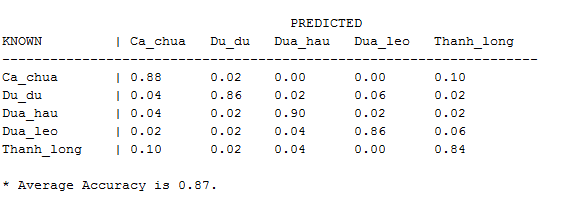 PREDICTED
KNOWN | Ca_chua Du_du Dua_hau Dua_leo Thanh_long
-------------------------------------------------------------------
Ca_chua | 0.88 0.02 0.00 0.00 0.10
Du_du | 0.04 0.86 0.02 0.06 0.02
Dua_hau | 0.04 0.02 0.90 0.02 0.02
Dua_leo | 0.02 0.02 0.04 0.86 0.06
Thanh_long | 0.10 0.02 0.04 0.00 0.84
* Average Accuracy is 0.87.